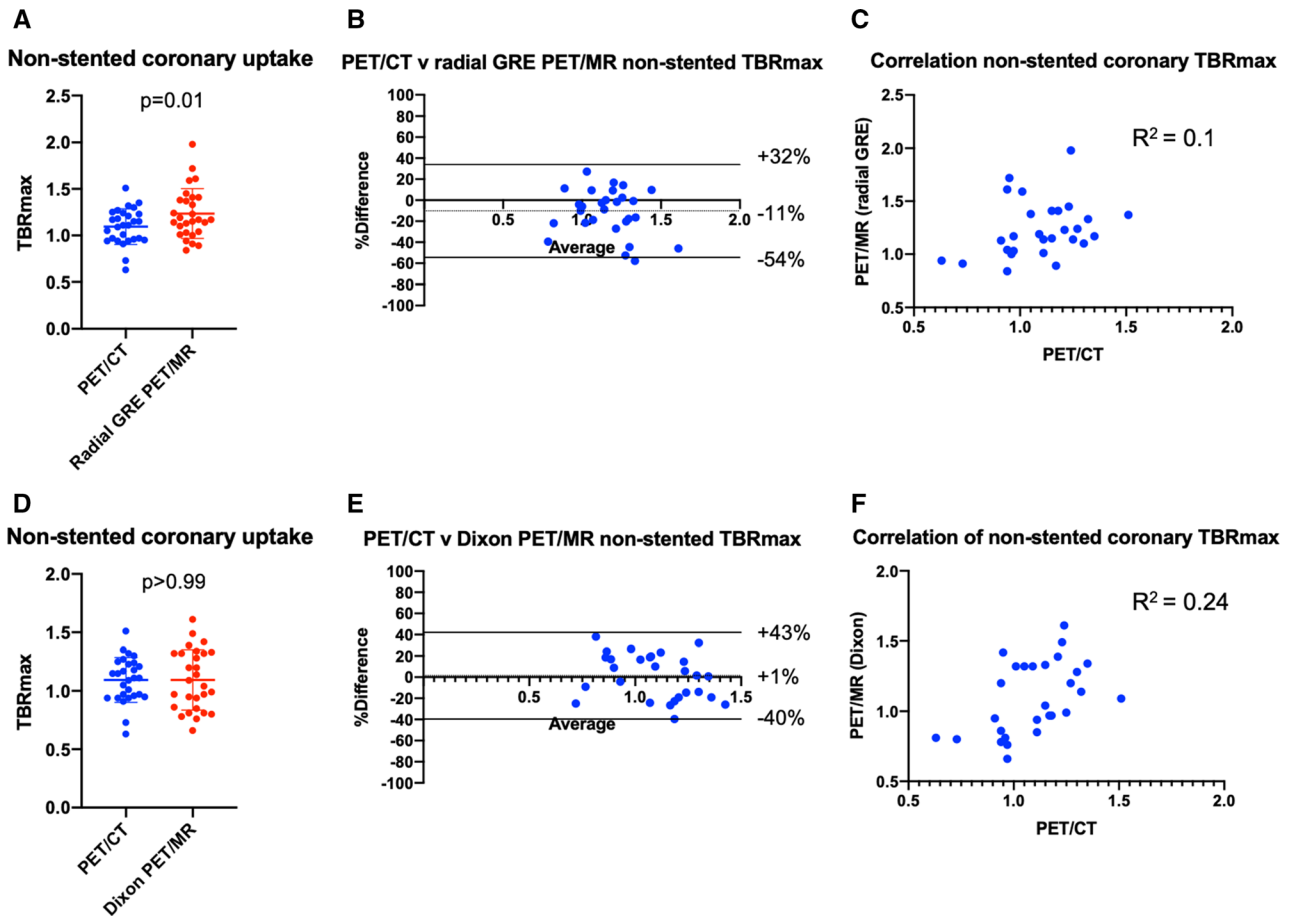 A
Non-stented coronary uptake
p=0.01
TBRmax
2.5
2.0
1.5
1.0
0.5
0.0
PET/CT
Radial GRE PET/MR
B
PET/CT v radial GRE PET/MR non-stented TBRmax
%Difference
100
80
60
40
20
0
-20
-40
-60
-80
-100
0.5
1.0
1.5
2.0
Average
+32%
-11%
-54%
C
Correlation non-stented coronary TBRmax
R² = 0.1
PET/MR (radial GRE)
2.5
2.0
1.5
1.0
0.5
0.5
1.0
1.5
2.0
PET/CT
D
Non-stented coronary uptake
p>0.99
TBRmax
2.0
1.5
1.0
0.5
0.0
PET/CT
Dixon PET/MR
E
PET/CT v Dixon PET/MR non-stented TBRmax
%Difference
100
80
60
40
20
0
-20
-40
-60
-80
-100
0.5
1.0
1.5
Average
+43%
+1%
-40%
F
Correlation of non-stented coronary TBRmax
R² = 0.24
PET/MR (Dixon)
2.0
1.5
1.0
0.5
0.5
1.0
1.5
2.0
PET/CT